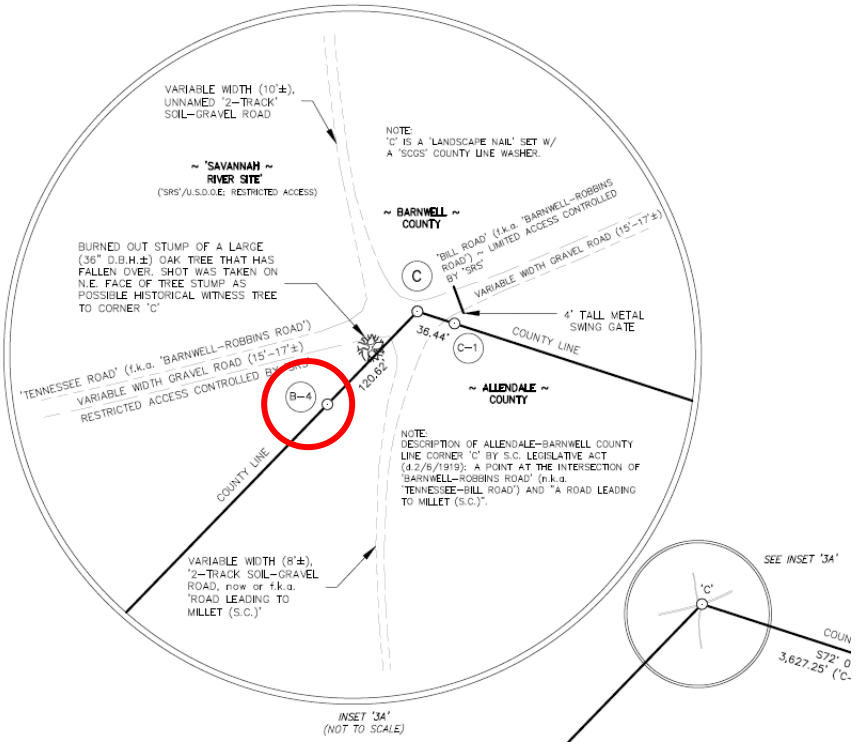 VARIABLE WIDTH (10'±),
UNNAMED '2-TRACK'
SOIL-GRAVEL ROAD
NOTE:
'C' IS A 'LANDSCAPE NAIL' SET W/
A 'SCGS' COUNTY LINE WASHER.
~ 'SAVANNAH ~
RIVER SITE'
('SRS'/U.S.D.O.E; RESTRICTED ACCESS)
~ BARNWELL ~
COUNTY
'BILL ROAD' (f.k.a. 'BARNWELL-ROBBINS
ROAD') ~ LIMITED ACCESS CONTROLLED
BY 'SRS'
VARIABLE WIDTH GRAVEL ROAD (15'-17'±)
BURNED OUT STUMP OF A LARGE
(36" D.B.H.±) OAK TREE THAT HAS
FALLEN OVER. SHOT WAS TAKEN ON
N.E. FACE OF TREE STUMP AS
POSSIBLE HISTORICAL WITNESS TREE
TO CORNER 'C'
C
4' TALL METAL
SWING GATE
36.44'
C-1
COUNTY LINE
'TENNESSEE ROAD' (f.k.a. 'BARNWELL-ROBBINS ROAD')
VARIABLE WIDTH GRAVEL ROAD (15'-17'±)
RESTRICTED ACCESS CONTROLLED BY 'SRS'
120.62'
B-4
~ ALLENDALE ~
COUNTY
COUNTY LINE
NOTE:
DESCRIPTION OF ALLENDALE-BARNWELL COUNTY
LINE CORNER 'C' BY S.C. LEGISLATIVE ACT
(d.2/6/1919): A POINT AT THE INTERSECTION OF
'BARNWELL-ROBBINS ROAD' (n.k.a.
'TENNESSEE-BILL ROAD') AND "A ROAD LEADING
TO MILLET (S.C.)".
VARIABLE WIDTH (8'±),
'2-TRACK SOIL-GRAVEL
ROAD, now or f.k.a.
'ROAD LEADING TO
MILLET (S.C.)'
SEE INSET '3A'
'C'
COUN
S72° 0
3,627.25' ('C-
INSET '3A'
(NOT TO SCALE)